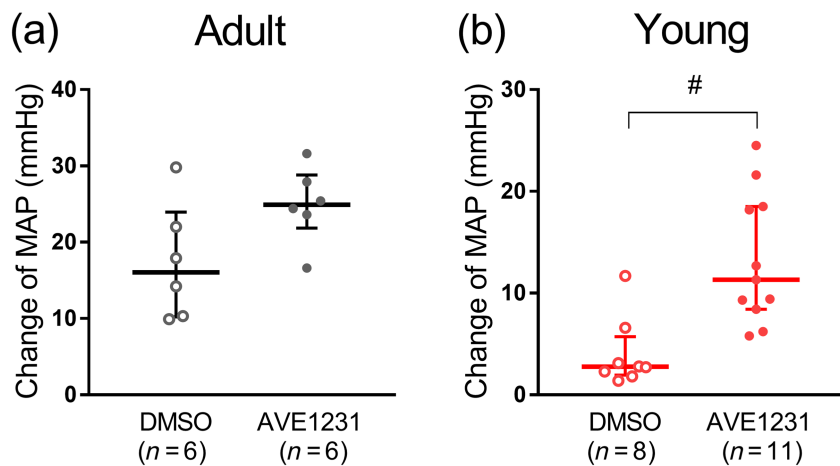 (a) Adult
Change of MAP (mmHg)
40
30
20
10
0
DMSO
(n=6)
AVE1231
(n=6)
(b) Young
Change of MAP (mmHg)
30
20
10
0
#
DMSO
(n=8)
AVE1231
(n=11)